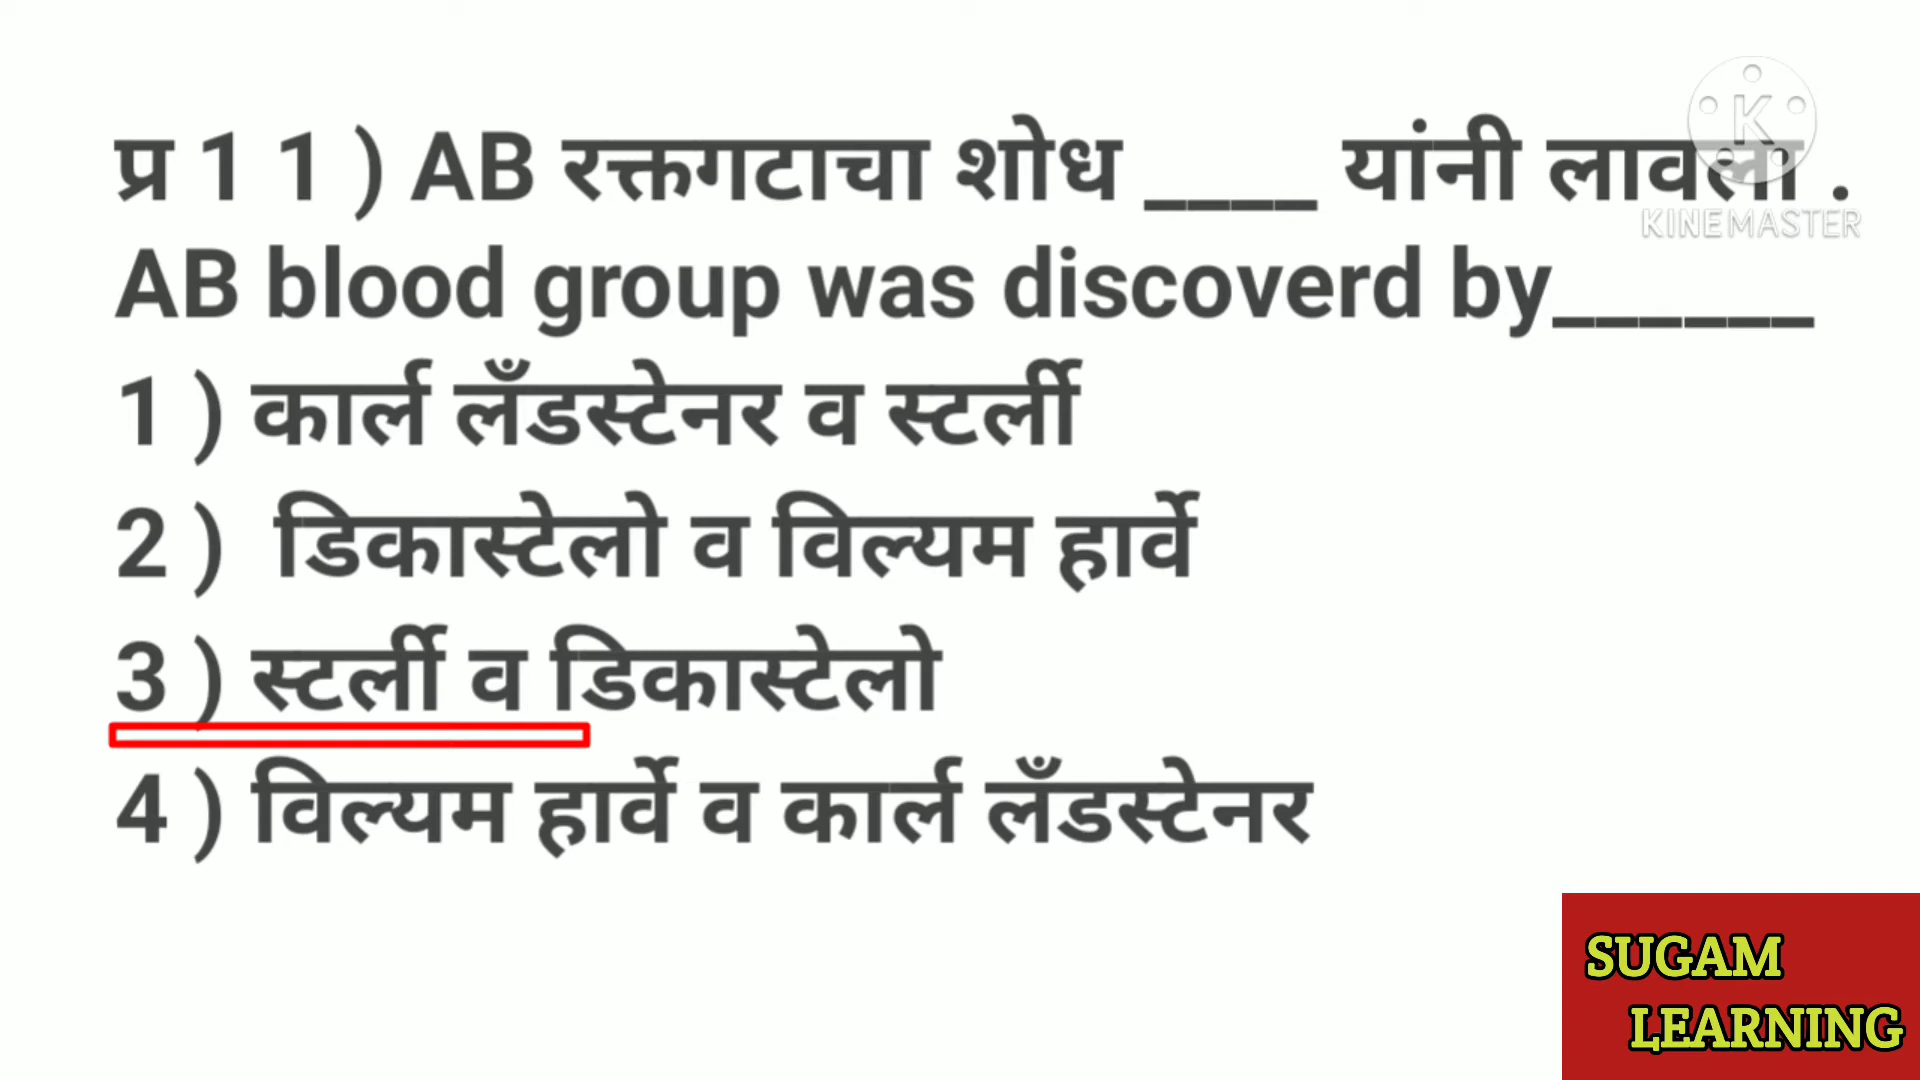 प्र 1 1 ) AB रक्तगटाचा शोध ____ यांनी लावला .
KINEMASTER
AB blood group was discoverd by______
1 ) कार्ल लँडस्टेनर व स्टर्ली
2 ) डिकास्टेलो व विल्यम हार्वे
3 ) स्टर्ली व डिकास्टेलो
4 ) विल्यम हार्वे व कार्ल लँडस्टेनर
SUGAM
LEARNING